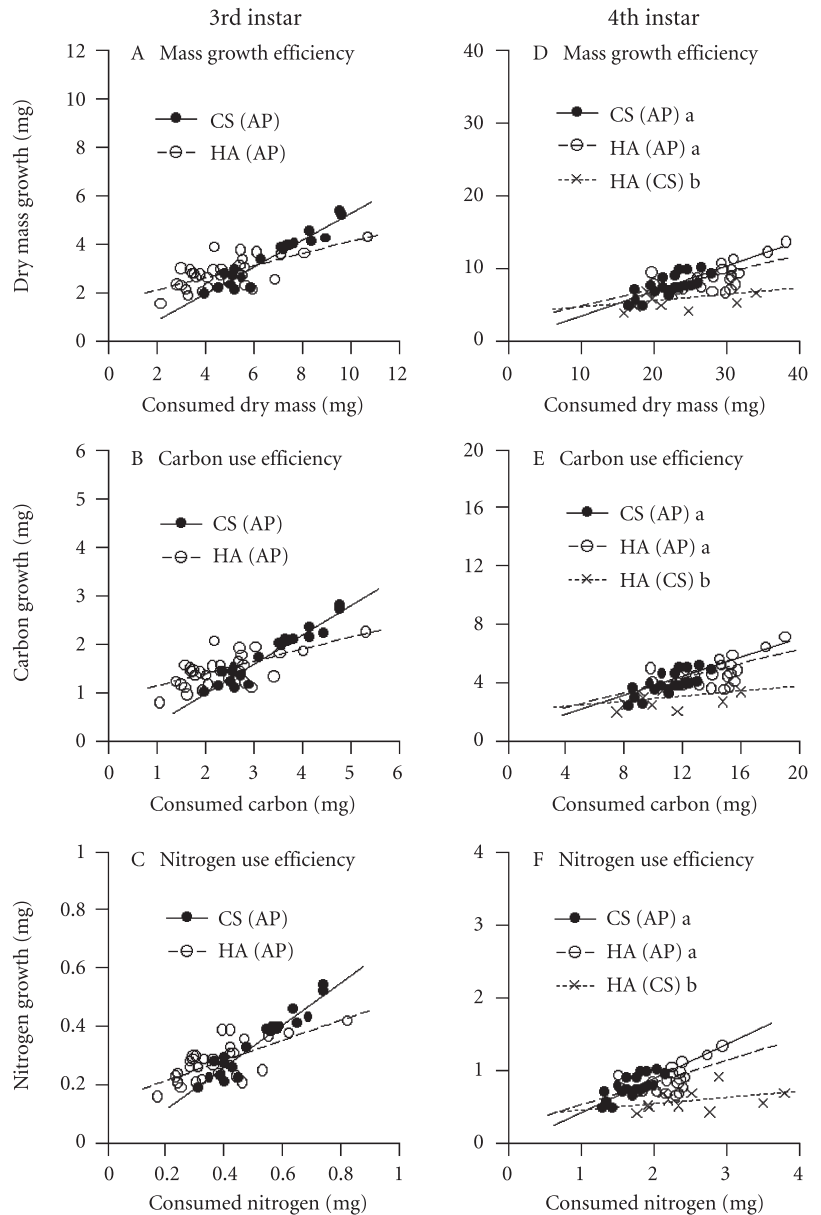 3rd instar
4th instar
A Mass growth efficiency
12
10
8
6
4
2
0
Dry mass growth (mg)
CS (AP)
HA (AP)
0 2 4 6 8 10 12
Consumed dry mass (mg)
D Mass growth efficiency
40
30
20
10
0
CS (AP) a
HA (AP) a
HA (CS) b
0 10 20 30 40
Consumed dry mass (mg)
B Carbon use efficiency
6
5
4
3
2
1
0
Carbon growth (mg)
CS (AP)
HA (AP)
0 1 2 3 4 5 6
Consumed carbon (mg)
E Carbon use efficiency
20
16
12
8
4
0
CS (AP) a
HA (AP) a
HA (CS) b
0 4 8 12 16 20
Consumed carbon (mg)
C Nitrogen use efficiency
1
0.8
0.6
0.4
0.2
0
Nitrogen growth (mg)
CS (AP)
HA (AP)
0 0.2 0.4 0.6 0.8 1
Consumed nitrogen (mg)
F Nitrogen use efficiency
4
3
2
1
0
CS (AP) a
HA (AP) a
HA (CS) b
0 1 2 3 4
Consumed nitrogen (mg)